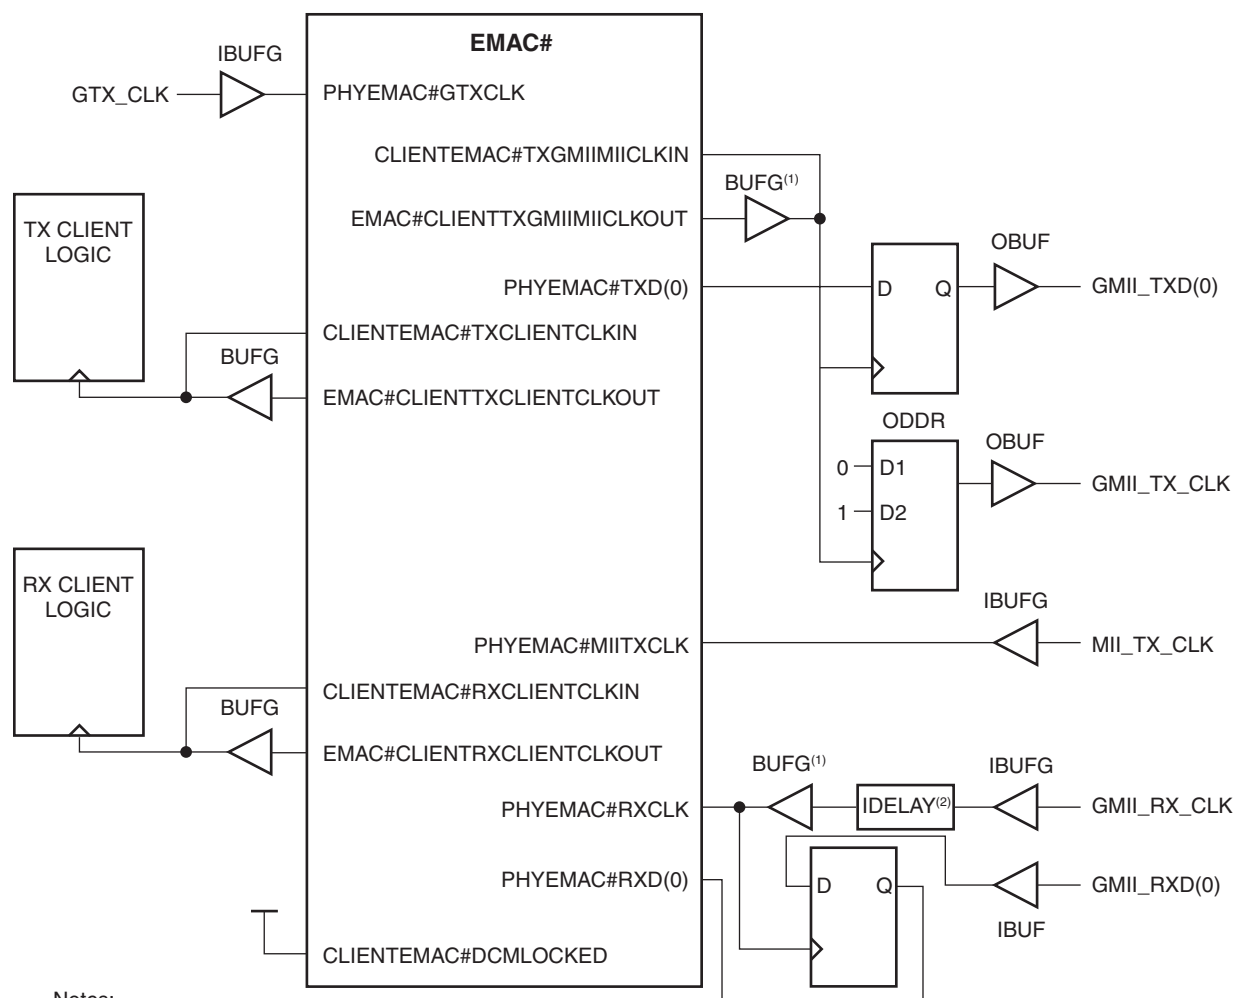 EMAC#
IBUFG
GTX_CLK
PHYEMAC#GTXCLK
CLIENTEMAC#TXGMIIMIICLKIN
BUFG(1)
EMAC#CLIENTTXGMIIMIICLKOUT
TX CLIENT
LOGIC
OBUF
PHYEMAC#TXD(0)
D
Q
GMII_TXD(0)
CLIENTEMAC#TXCLIENTCLKIN
BUFG
EMAC#CLIENTTXCLIENTCLKOUT
ODDR
OBUF
0
D1
GMII_TX_CLK
1
D2
RX CLIENT
LOGIC
IBUFG
PHYEMAC#MIITXCLK
MII_TX_CLK
CLIENTEMAC#RXCLIENTCLKIN
BUFG
EMAC#CLIENTRXCLIENTCLKOUT
BUFG(1)
IBUFG
PHYEMAC#RXCLK
IDELAY(2)
GMII_RX_CLK
PHYEMAC#RXD(0)
D
Q
GMII_RXD(0)
IBUF
CLIENTEMAC#DCMLOCKED
Notes: